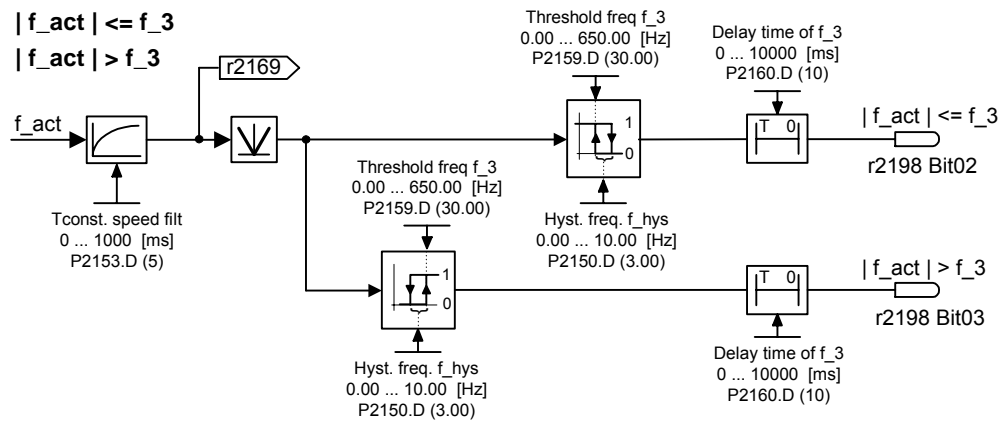 | f_act | <= f_3
| f_act | > f_3
r2169
f_act
Tconst. speed filt
0 ... 1000 [ms]
P2153.D (5)
Threshold freq f_3
0.00 ... 650.00 [Hz]
P2159.D (30.00)
1
0
Hyst. freq. f_hys
0.00 ... 10.00 [Hz]
P2150.D (3.00)
Delay time of f_3
0 ... 10000 [ms]
P2160.D (10)
T 0
| f_act | <= f_3
r2198 Bit02
Threshold freq f_3
0.00 ... 650.00 [Hz]
P2159.D (30.00)
1
0
Hyst. freq. f_hys
0.00 ... 10.00 [Hz]
P2150.D (3.00)
T 0
Delay time of f_3
0 ... 10000 [ms]
P2160.D (10)
| f_act | > f_3
r2198 Bit03